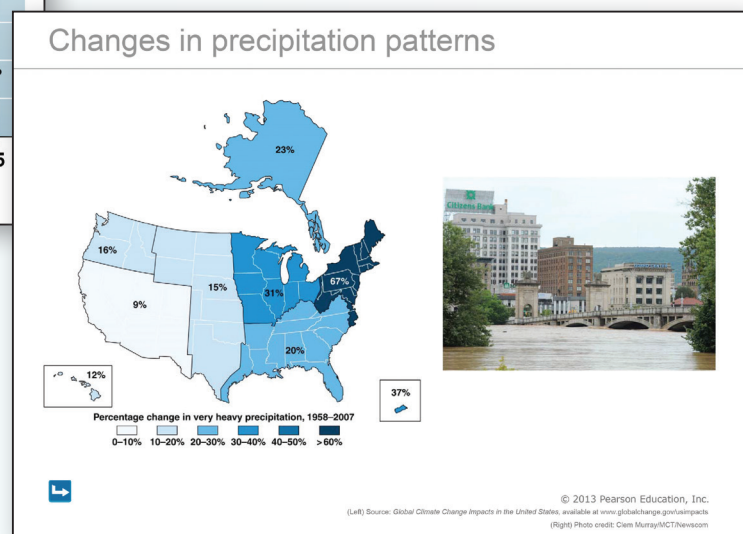 Changes in precipitation patterns
23%
Citizens Bank
16%
15%
31%
67%
9%
20%
12%
37%
Percentage change in very heavy precipitation, 1958–2007
0–10% 10–20% 20–30% 30–40% 40–50% >60%
© 2013 Pearson Education, Inc.
(Left) Source: Global Climate Change Impacts in the United States, available at www.globalchange.gov/usimpacts
(Right) Photo credit: Clem Murray/MCT/Newscom